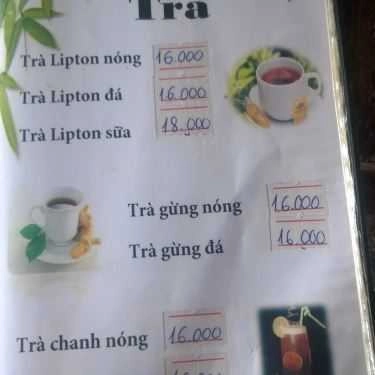 Trà
Trà Lipton nóng 16.000
Trà Lipton đá 16.000
Trà Lipton sữa 18.000
Trà gừng nóng 16.000
Trà gừng đá 16.000
Trà chanh nóng 16.000